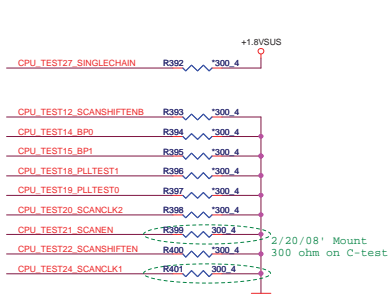 +1.8VSUS
CPU_TEST27_SINGLECHAIN R392 *300_4
CPU_TEST12_SCANSHIFTENB R393 *300_4
CPU_TEST14_BP0 R394 *300_4
CPU_TEST15_BP1 R395 *300_4
CPU_TEST18_PLLTEST1 R396 *300_4
CPU_TEST19_PLLTEST0 R397 *300_4
CPU_TEST20_SCANCLK2 R398 *300_4
CPU_TEST21_SCANEN R399 300_4
2/20/08' Mount
CPU_TEST22_SCANSHIFTEN R400 *300_4
300 ohm on C-test
CPU_TEST24_SCANCLK1 R401 300_4